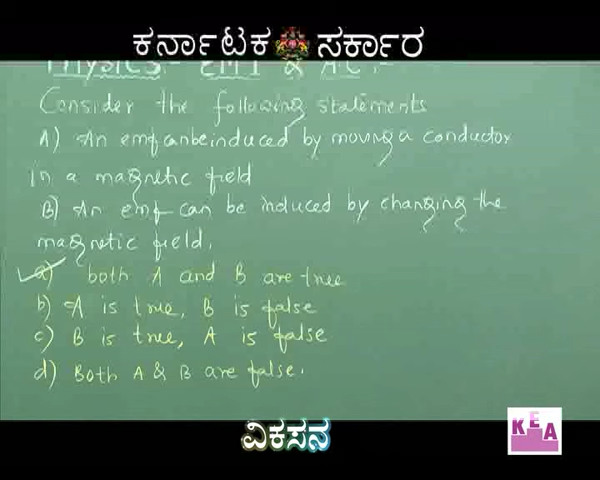 ಕರ್ನಾಟಕ ಸರ್ಕಾರ
Physics:- EMI & A.C:-
Consider the following statements
A) An emf can be induced by moving a conductor
in a magnetic field
B) An emf can be induced by changing the
magnetic field.
a) both A and B are true
b) A is true, B is false
c) B is true, A is false
d) Both A & B are false.
ವಿಕಸನ
KEA